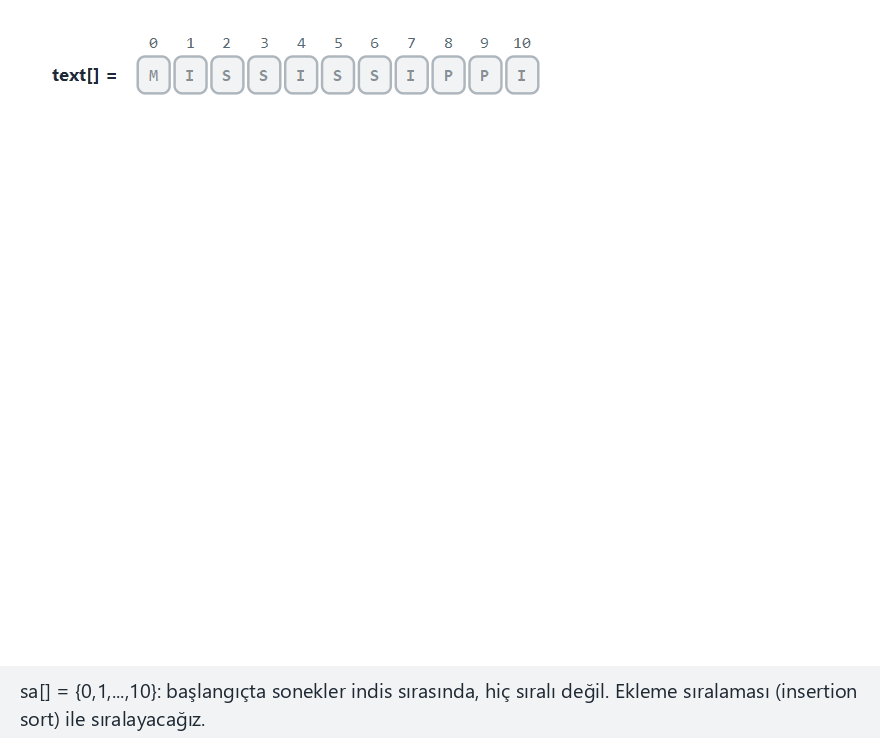 0 1 2 3 4 5 6 7 8 9 10
text[] = M I S S I S S I P P I
sa[] = {0,1,...,10}: başlangıçta sonekler indis sırasında, hiç sıralı değil. Ekleme sıralaması (insertion
sort) ile sıralayacağız.